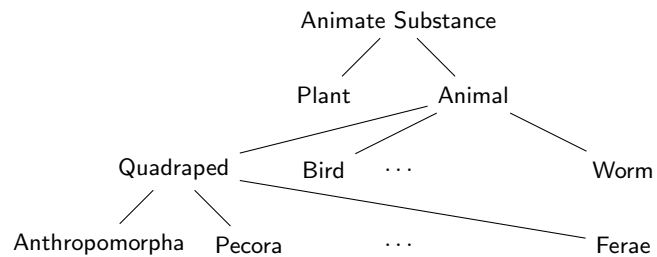 Animate Substance
Plant Animal
Quadraped Bird ... Worm
Anthropomorpha Pecora ... Ferae